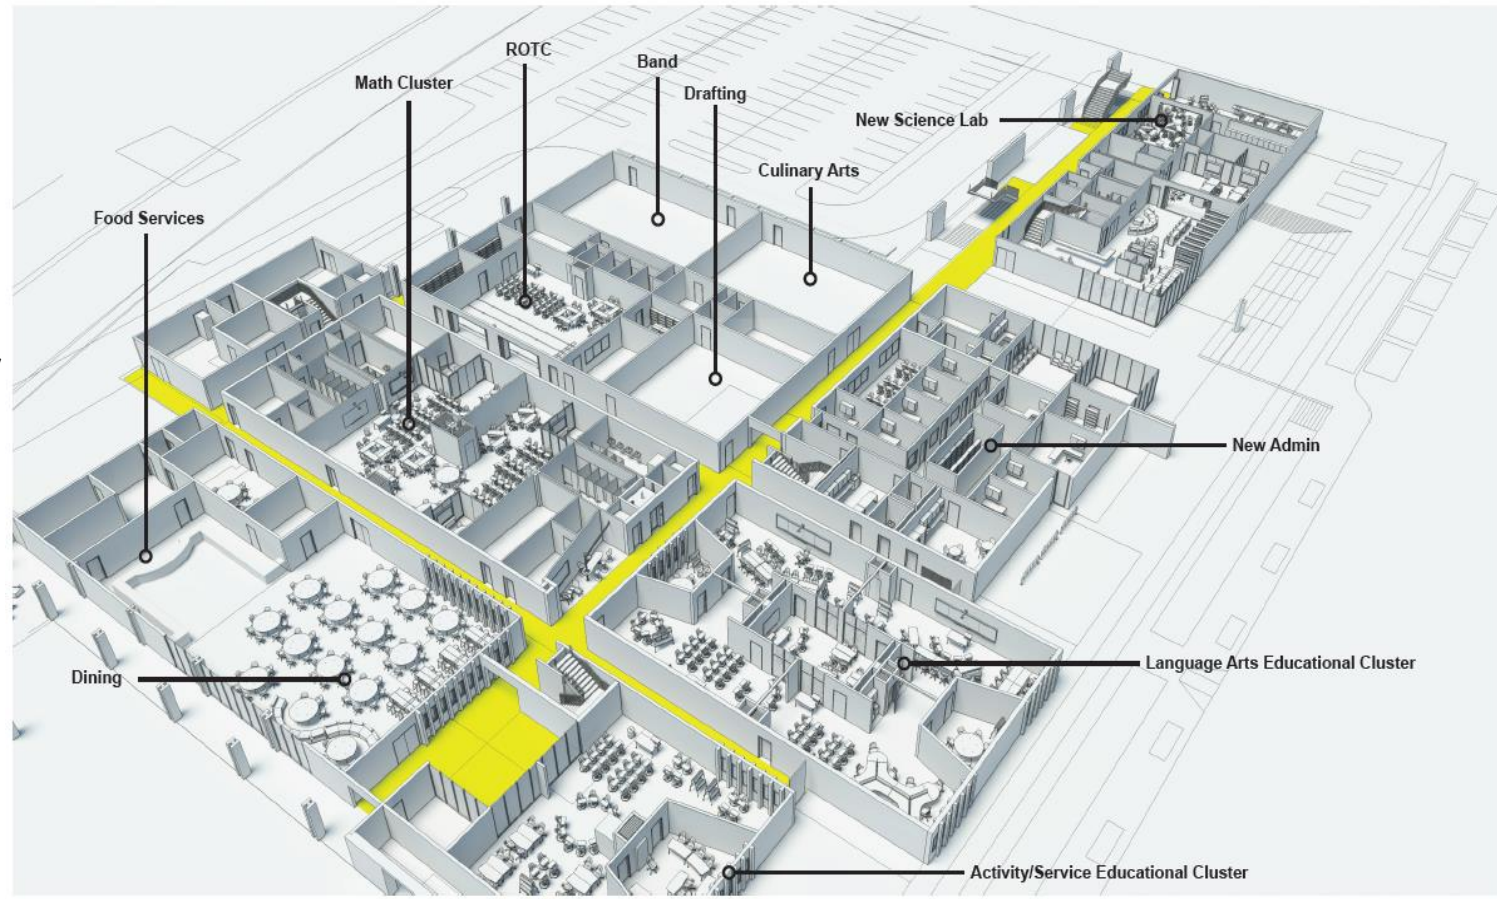 ROTC
Band
Math Cluster
Drafting
New Science Lab
Culinary Arts
Food Services
New Admin
Language Arts Educational Cluster
Dining
Activity/Service Educational Cluster